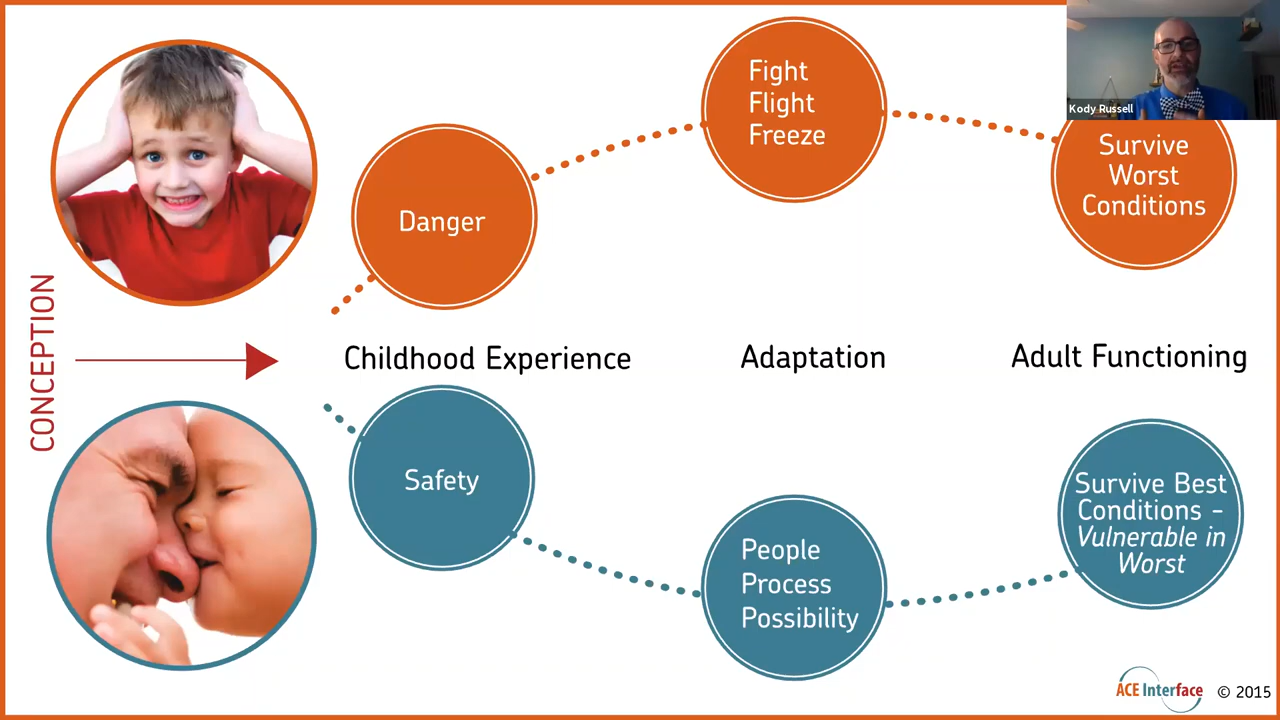 Kody Russell
Fight
Flight
Freeze
Survive
Worst
Conditions
Danger
CONCEPTION
Childhood Experience
Adaptation
Adult Functioning
Safety
People
Process
Possibility
Survive Best
Conditions –
Vulnerable in
Worst
ACE Interface © 2015